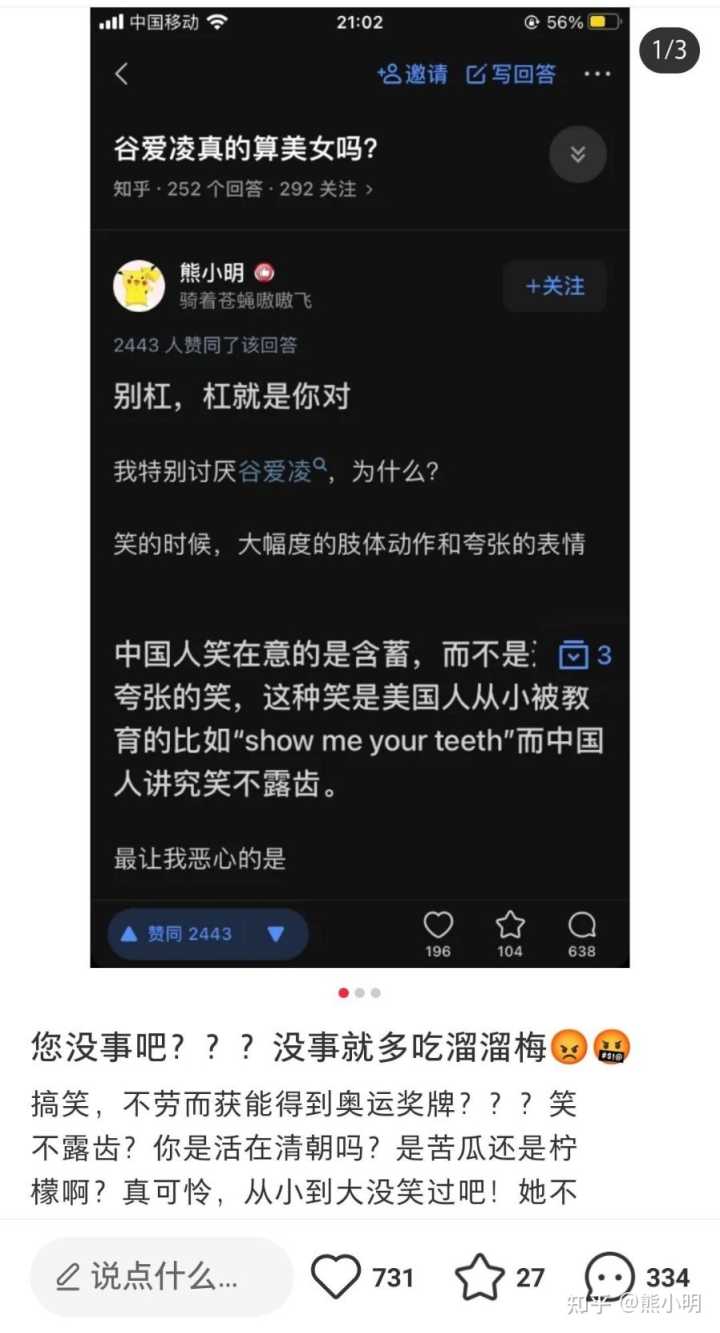 中国移动
21:02
56%
1/3
邀请
写回答
谷爱凌真的算美女吗?
知乎 · 252 个回答 · 292 关注 >
熊小明
骑着苍蝇嗷嗷飞
+关注
2443 人赞同了该回答
别杠，杠就是你对
我特别讨厌谷爱凌，为什么?
笑的时候，大幅度的肢体动作和夸张的表情
中国人笑在意的是含蓄，而不是
3
夸张的笑，这种笑是美国人从小被教
育的比如“show me your teeth”而中国
人讲究笑不露齿。
最让我恶心的是
赞同 2443
196
104
638
您没事吧？？？没事就多吃溜溜梅😡🤬
搞笑，不劳而获能得到奥运奖牌？？？笑
不露齿？你是活在清朝吗？是苦瓜还是柠
檬啊？真可怜，从小到大没笑过吧！她不
说点什么...
731
27
334
知乎 @熊小明